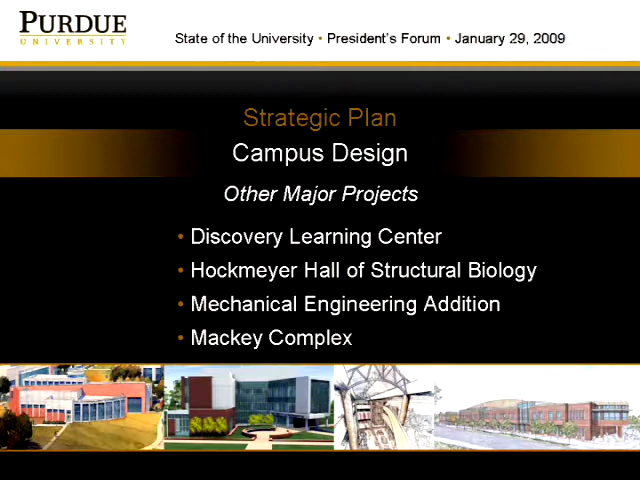 PURDUE
UNIVERSITY
State of the University • President's Forum • January 29, 2009
Strategic Plan
Campus Design
Other Major Projects
• Discovery Learning Center
• Hockmeyer Hall of Structural Biology
• Mechanical Engineering Addition
• Mackey Complex